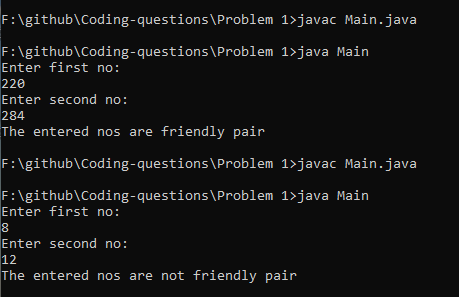 F:\github\Coding-questions\Problem 1>javac Main.java
F:\github\Coding-questions\Problem 1>java Main
Enter first no:
220
Enter second no:
284
The entered nos are friendly pair
F:\github\Coding-questions\Problem 1>javac Main.java
F:\github\Coding-questions\Problem 1>java Main
Enter first no:
8
Enter second no:
12
The entered nos are not friendly pair